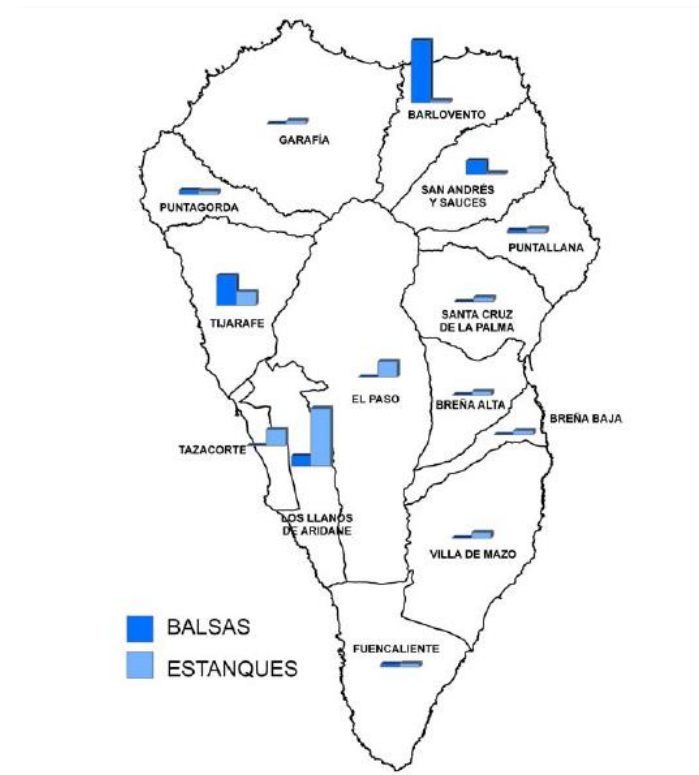 BARLOVENTO
GARAFÍA
SAN ANDRÉS
Y SAUCES
PUNTAGORDA
PUNTALLANA
TIJARAFE
SANTA CRUZ
DE LA PALMA
EL PASO
BREÑA ALTA
BREÑA BAJA
TAZACORTE
LOS LLANOS
DE ARIDANE
VILLA DE MAZO
BALSAS
ESTANQUES
FUENCALIENTE